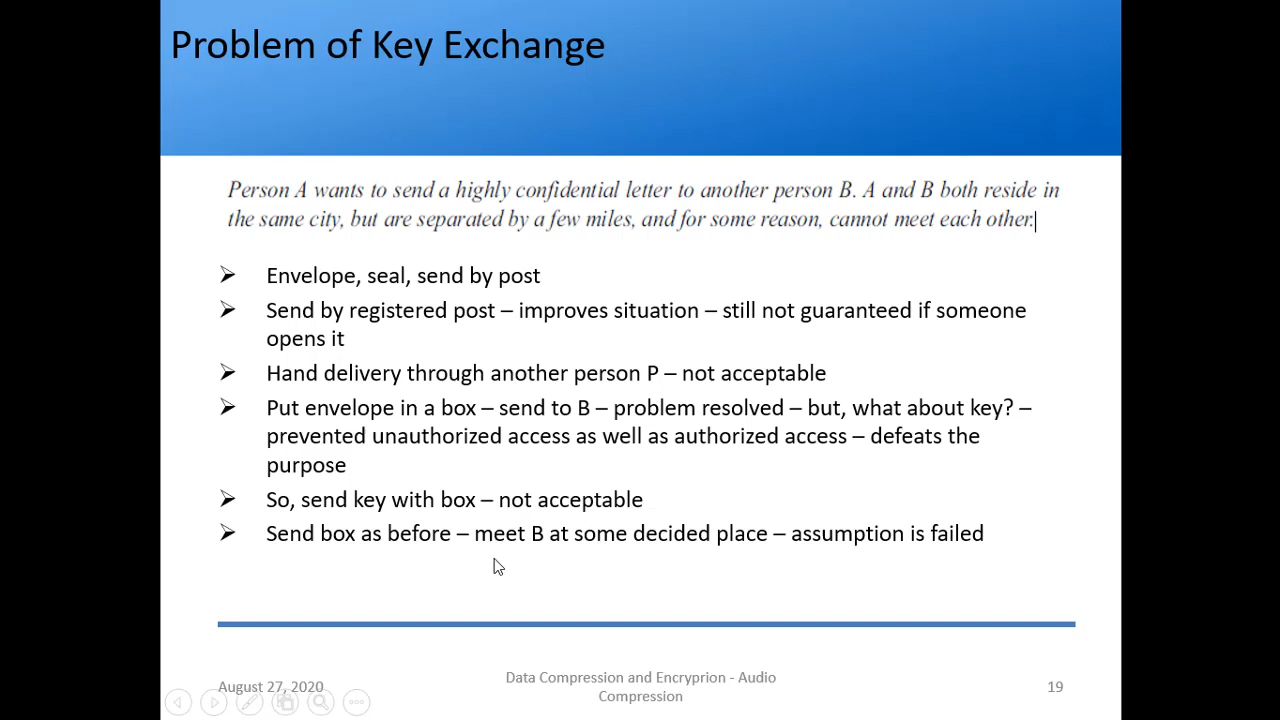 Problem of Key Exchange
Person A wants to send a highly confidential letter to another person B. A and B both reside in
the same city, but are separated by a few miles, and for some reason, cannot meet each other.
➢ Envelope, seal, send by post
➢ Send by registered post – improves situation – still not guaranteed if someone
opens it
➢ Hand delivery through another person P – not acceptable
➢ Put envelope in a box – send to B – problem resolved – but, what about key? –
prevented unauthorized access as well as authorized access – defeats the
purpose
➢ So, send key with box – not acceptable
➢ Send box as before – meet B at some decided place – assumption is failed
August 27, 2020
Data Compression and Encryprion - Audio
Compression
19